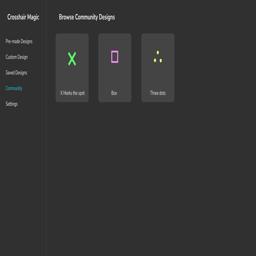 Crosshair Magic
Browse Community Designs
Pre-made Designs
Custom Design
Saved Designs
Community
Settings
X Marks the spot
Box
Three dots